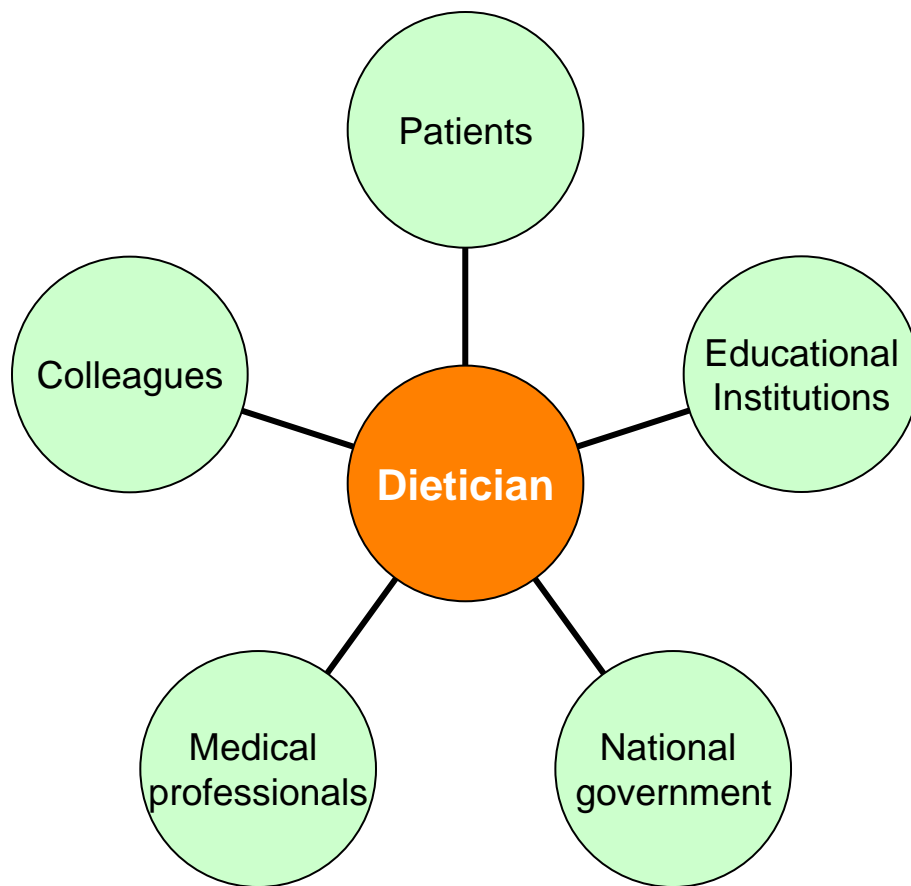 Patients
Colleagues
Educational
Institutions
Dietician
Medical
professionals
National
government